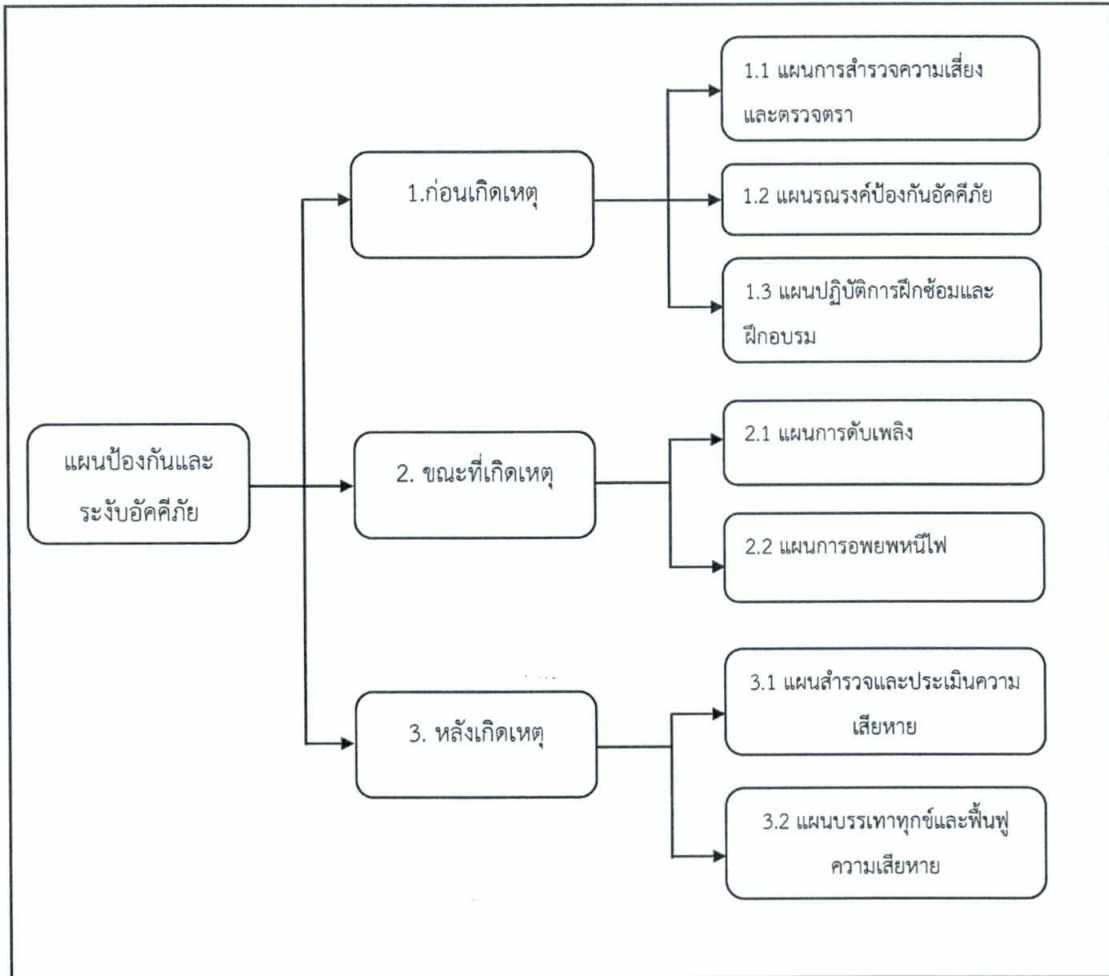 แผนป้องกันและ
ระงับอัคคีภัย
1.ก่อนเกิดเหตุ
1.1 แผนการสำรวจความเสี่ยง
และตรวจตรา
1.2 แผนรณรงค์ป้องกันอัคคีภัย
1.3 แผนปฏิบัติการฝึกซ้อมและ
ฝึกอบรม
2. ขณะที่เกิดเหตุ
2.1 แผนการดับเพลิง
2.2 แผนการอพยพหนีไฟ
3. หลังเกิดเหตุ
3.1 แผนสำรวจและประเมินความ
เสียหาย
3.2 แผนบรรเทาทุกข์และฟื้นฟู
ความเสียหาย